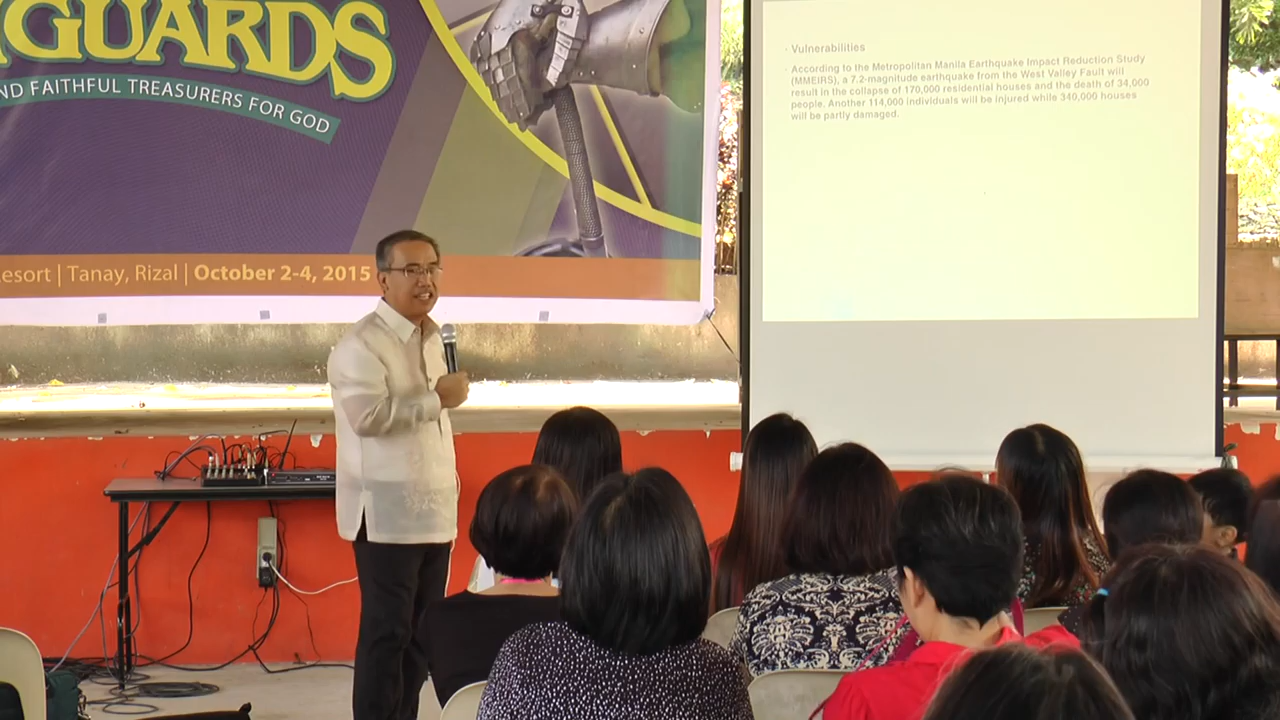 GUARDS
ND FAITHFUL TREASURERS FOR GOD
esort | Tanay, Rizal | October 2-4, 2015
· Vulnerabilities
· According to the Metropolitan Manila Earthquake Impact Reduction Study
(MMEIRS), a 7.2-magnitude earthquake from the West Valley Fault will
result in the collapse of 170,000 residential houses and the death of 34,000
people. Another 114,000 individuals will be injured while 340,000 houses
will be partly damaged.